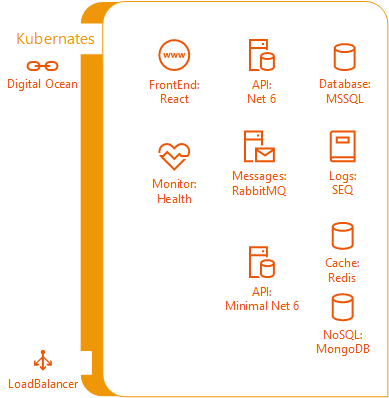 Kubernates
Digital Ocean
www
FrontEnd:
React
API:
Net 6
Database:
MSSQL
Monitor:
Health
Messages:
RabbitMQ
Logs:
SEQ
API:
Minimal Net 6
Cache:
Redis
NoSQL:
MongoDB
LoadBalancer